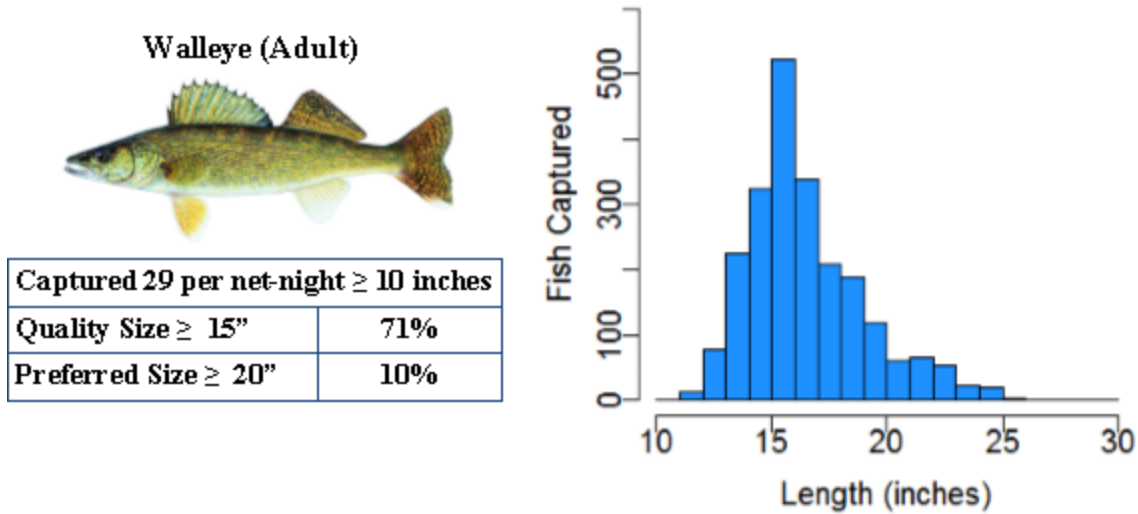 Walleye (Adult)
Captured 29 per net-night ≥ 10 inches
Quality Size ≥ 15” 71%
Preferred Size ≥ 20” 10%
Fish Captured
500
300
100
0
10 15 20 25 30
Length (inches)